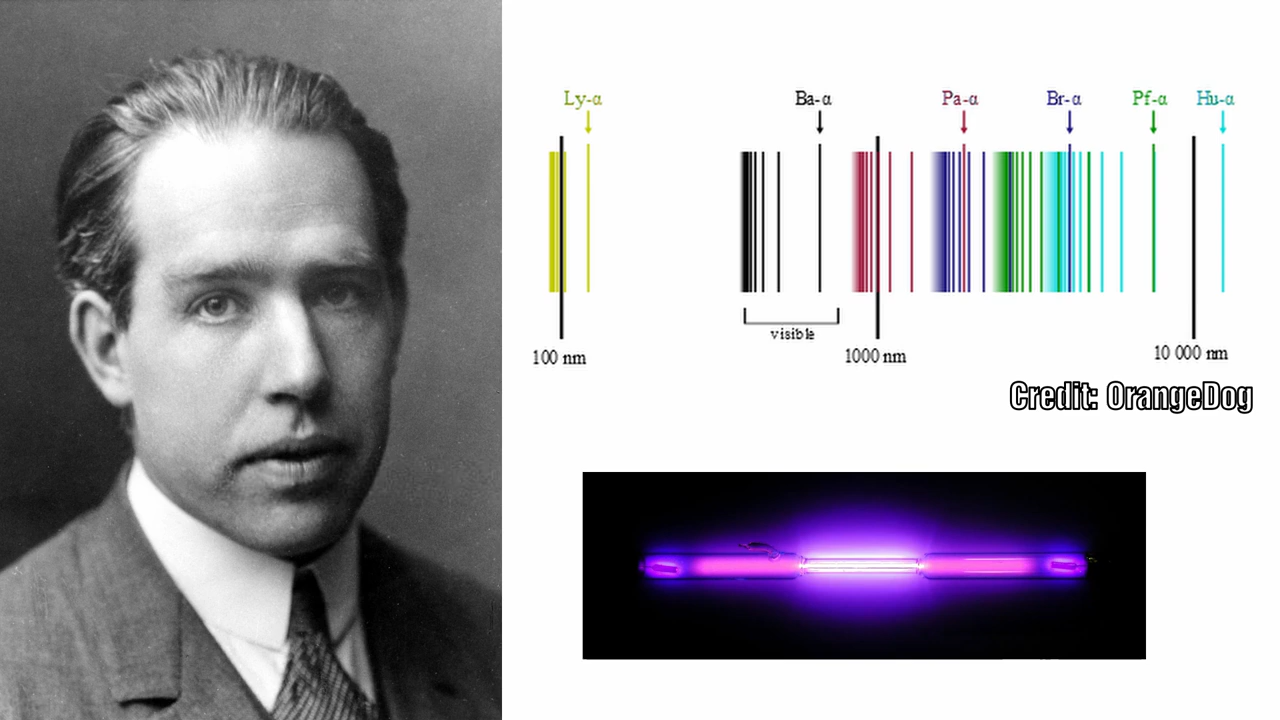 Ly-α Ba-α Pa-α Br-α Pf-α Hu-α
visible
100 nm 1000 nm 10 000 nm
Credit: OrangeDog